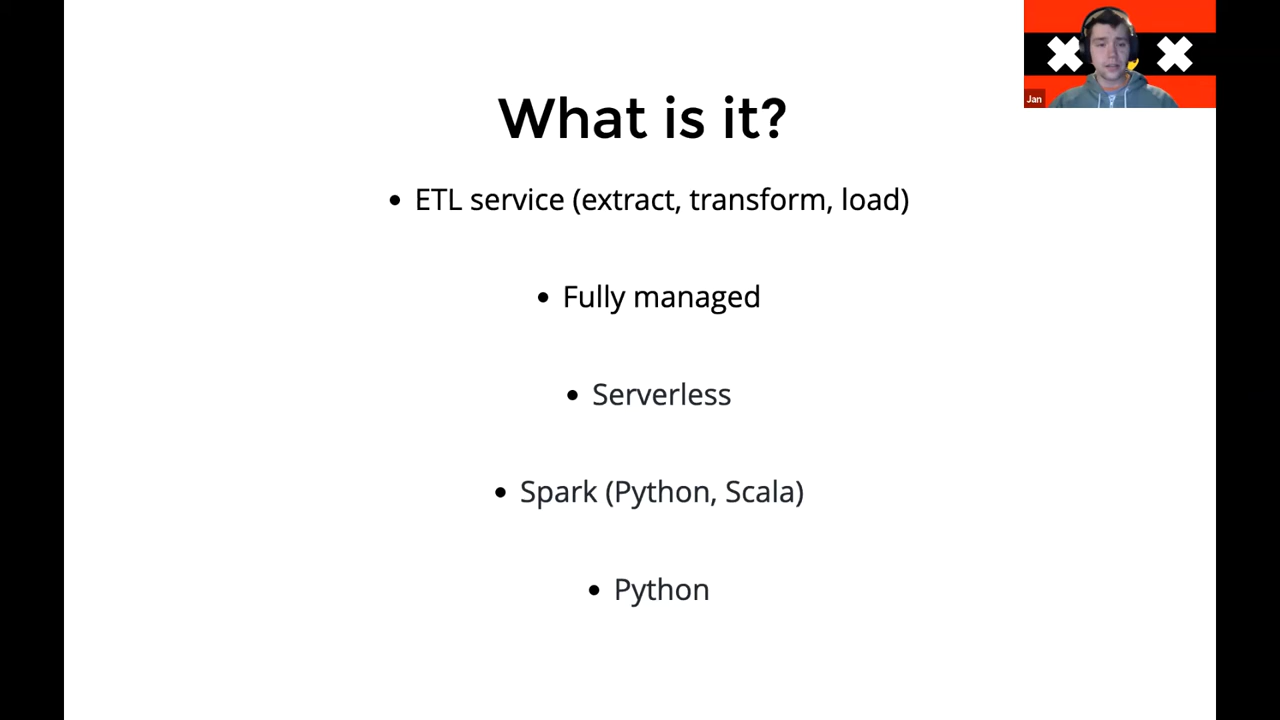 What is it?
• ETL service (extract, transform, load)
• Fully managed
• Serverless
• Spark (Python, Scala)
• Python
Jan